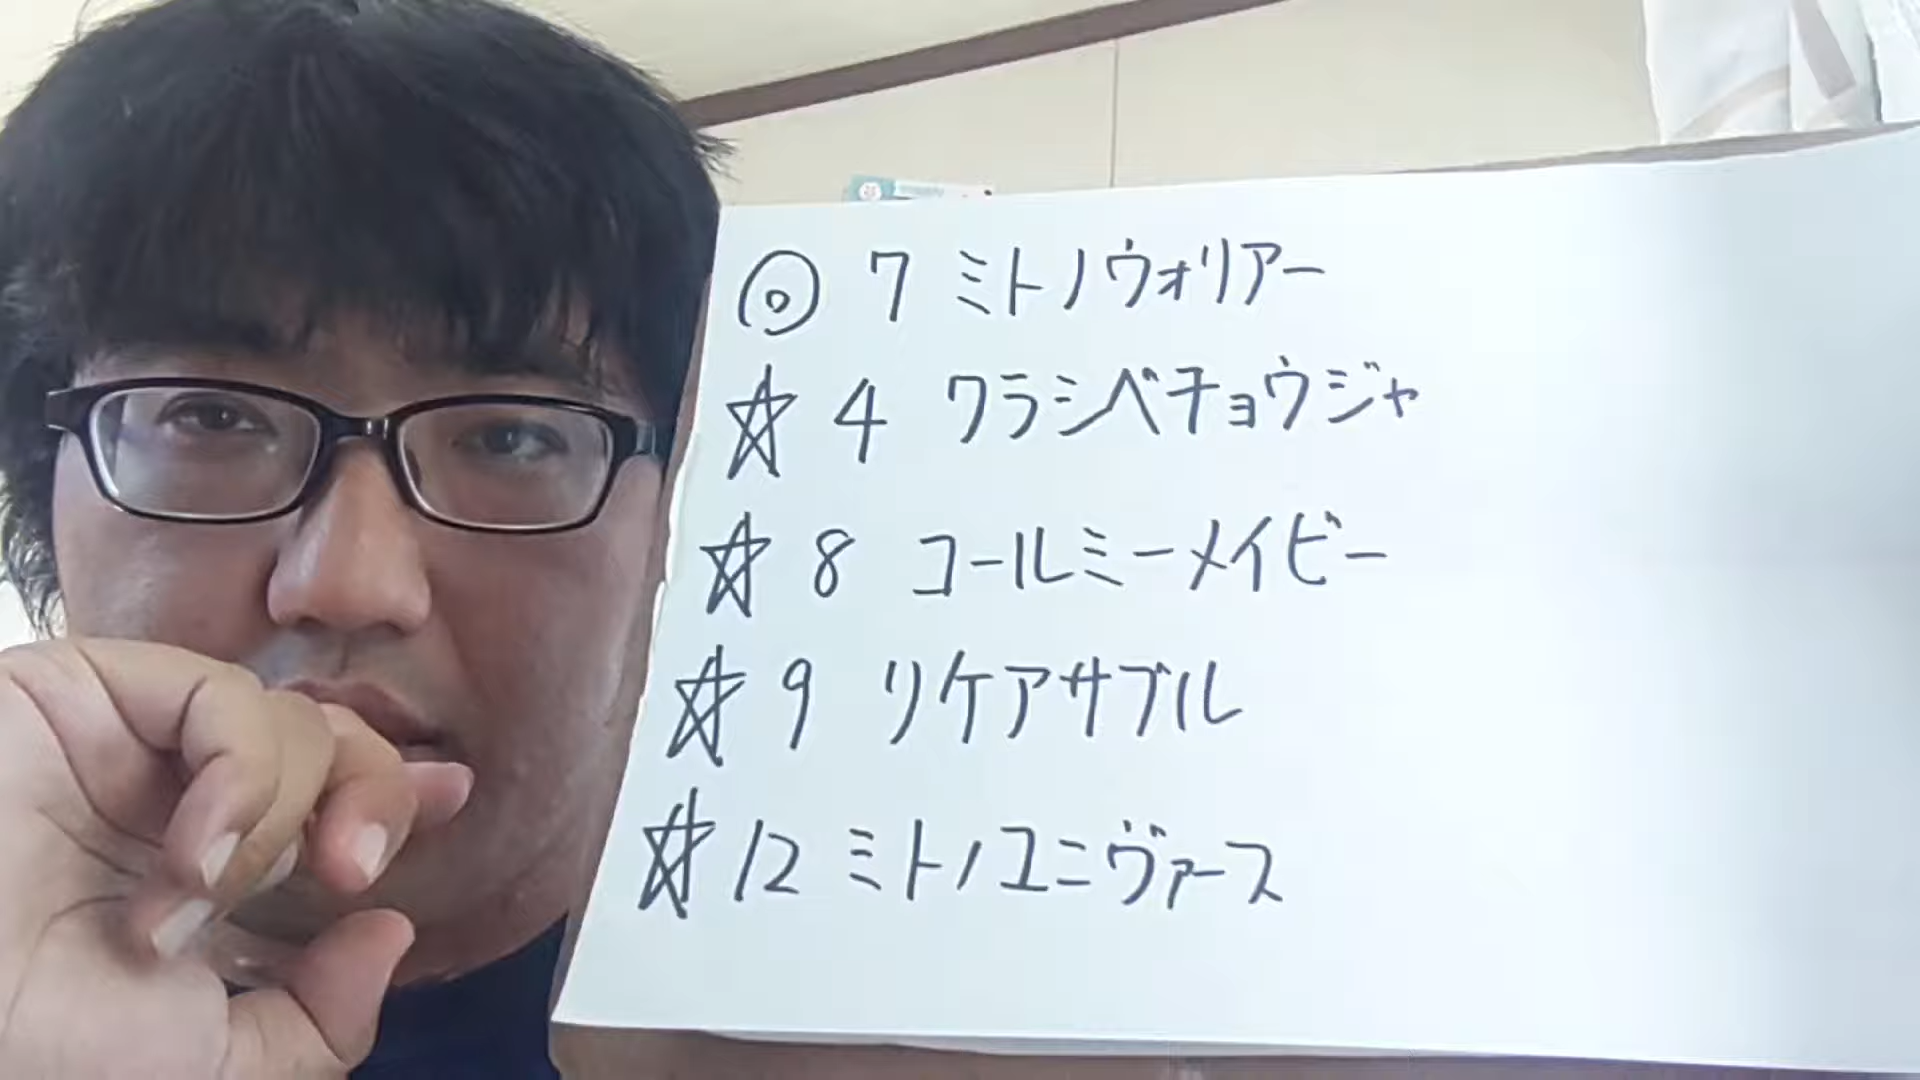 ◎ 7 ミトノウォリアー
☆ 4 クラシベチョウジャ
☆ 8 コールミーメイビー
☆ 9 リケアサブル
☆ 12 ミトノユニヴァース